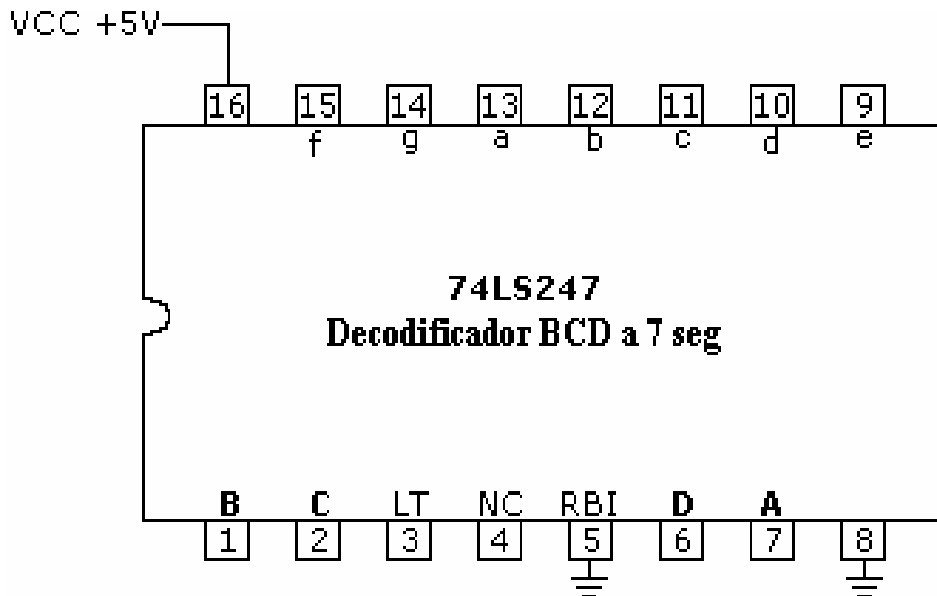 VCC +5V
16 15 14 13 12 11 10 9
f g a b c d e
74LS247
Decodificador BCD a 7 seg
B C LT NC RBI D A
1 2 3 4 5 6 7 8